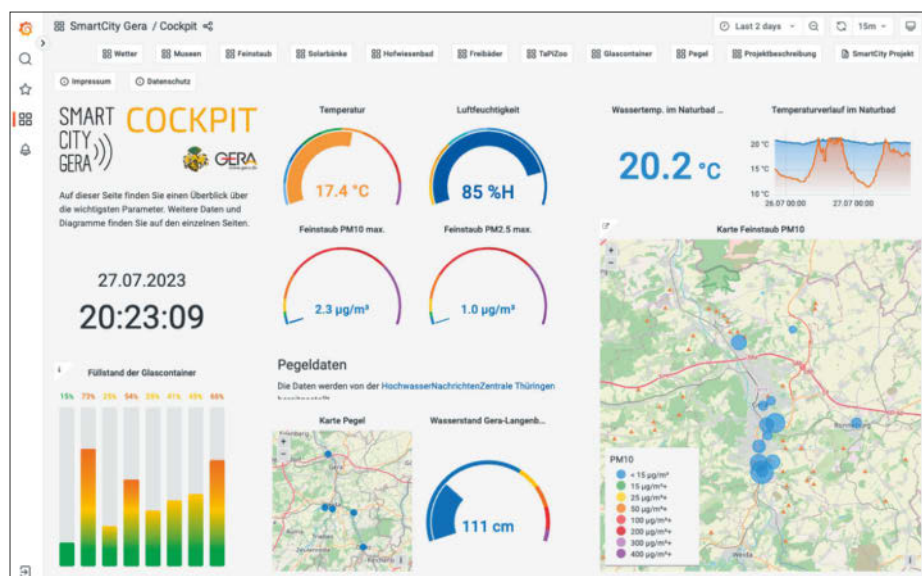 SmartCity Gera / Cockpit
Last 2 days
15m
Wetter
Museen
Feinstaub
Solarbänke
Hofwiesenbad
Freibäder
TaPiZoo
Glascontainer
Pegel
Projektbeschreibung
SmartCity Projekt
Impressum
Datenschutz
SMART
CITY
GERA
COCKPIT
GERA
Auf dieser Seite finden Sie einen Überblick über
die wichtigsten Parameter. Weitere Daten und
Diagramme finden Sie auf den einzelnen Seiten.
27.07.2023
20:23:09
Temperatur
17.4 °C
Luftfeuchtigkeit
85 %H
Wassertemp. im Naturbad ...
20.2 °C
Temperaturverlauf im Naturbad
20 °C
15 °C
10 °C
26.07 00:00
27.07 00:00
Feinstaub PM10 max.
2.3 µg/m³
Feinstaub PM2.5 max.
1.0 µg/m³
Karte Feinstaub PM10
+
−
PM10
< 15 µg/m³
15 µg/m³+
25 µg/m³+
50 µg/m³+
100 µg/m³+
200 µg/m³+
300 µg/m³+
400 µg/m³+
Füllstand der Glascontainer
15%
73%
54%
41%
66%
Pegeldaten
Die Daten werden von der HochwasserNachrichtenZentrale Thüringen
Karte Pegel
+
−
Gera
Wasserstand Gera-Langenb...
111 cm